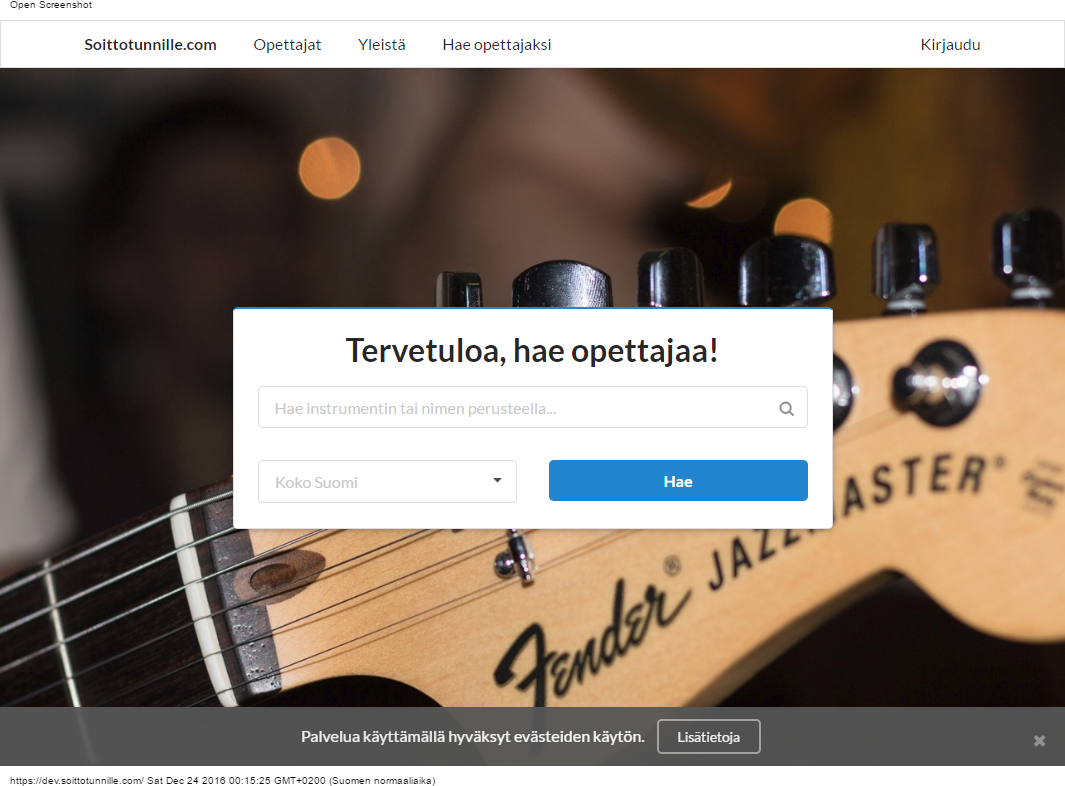 Open Screenshot
Soittotunnille.com Opettajat Yleistä Hae opettajaksi Kirjaudu
Tervetuloa, hae opettajaa!
Hae instrumentin tai nimen perusteella...
Koko Suomi Hae
Fender® JAZZMASTER®
Palvelua käyttämällä hyväksyt evästeiden käytön. Lisätietoja
https://dev.soittotunnille.com/ Sat Dec 24 2016 00:15:25 GMT+0200 (Suomen normaaliaika)